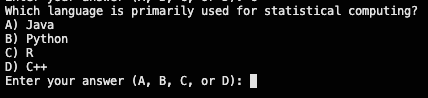 Which language is primarily used for statistical computing?
A) Java
B) Python
C) R
D) C++
Enter your answer (A, B, C, or D):